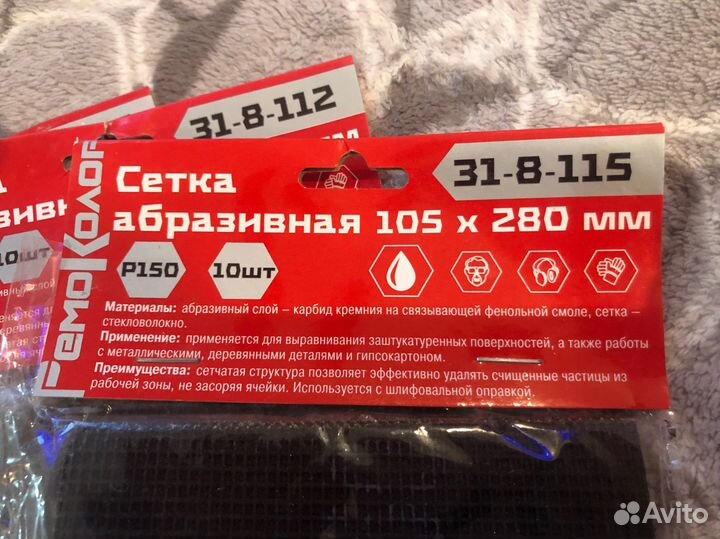 31-8-112
31-8-115
Сетка
абразивная 105 х 280 мм
РемоКолор
Р150
10шт
10шт
Материалы: абразивный слой – карбид кремния на связывающей фенольной смоле, сетка –
стекловолокно.
Применение: применяется для выравнивания заштукатуренных поверхностей, а также работы
с металлическими, деревянными деталями и гипсокартоном.
Преимущества: сетчатая структура позволяет эффективно удалять счищенные частицы из
рабочей зоны, не засоряя ячейки. Используется с шлифовальной оправкой.
Avito